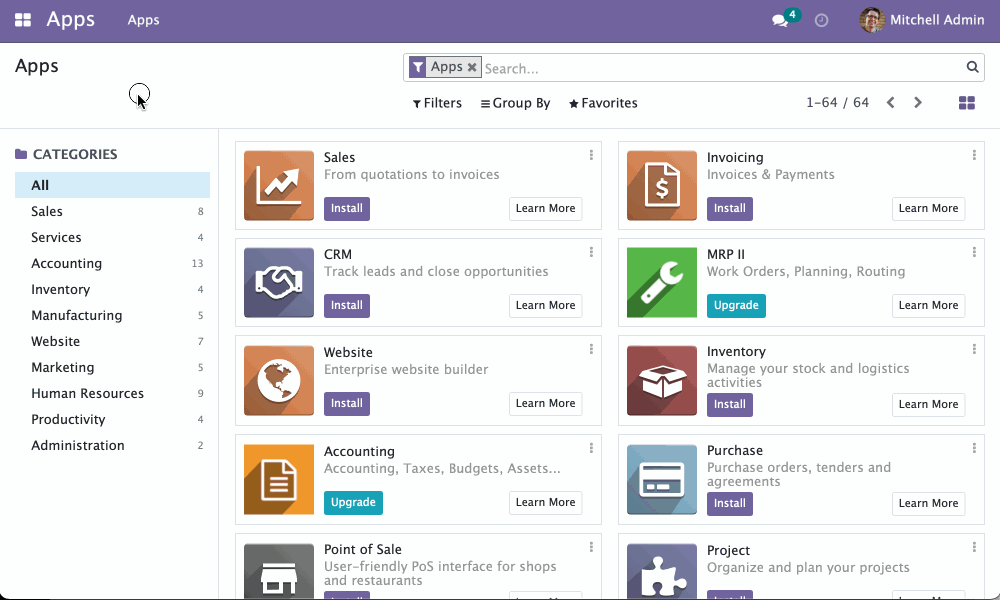 Apps
Apps
4
Mitchell Admin
Apps
Apps
Search...
Filters
Group By
Favorites
1-64 / 64
CATEGORIES
All
Sales 8
Services 4
Accounting 13
Inventory 4
Manufacturing 5
Website 7
Marketing 5
Human Resources 9
Productivity 4
Administration 2
Sales
From quotations to invoices
Install
Learn More
Invoicing
Invoices & Payments
Install
Learn More
CRM
Track leads and close opportunities
Install
Learn More
MRP II
Work Orders, Planning, Routing
Upgrade
Learn More
Website
Enterprise website builder
Install
Learn More
Inventory
Manage your stock and logistics
activities
Install
Learn More
Accounting
Accounting, Taxes, Budgets, Assets...
Upgrade
Learn More
Purchase
Purchase orders, tenders and
agreements
Install
Learn More
Point of Sale
User-friendly PoS interface for shops
and restaurants
Project
Organize and plan your projects